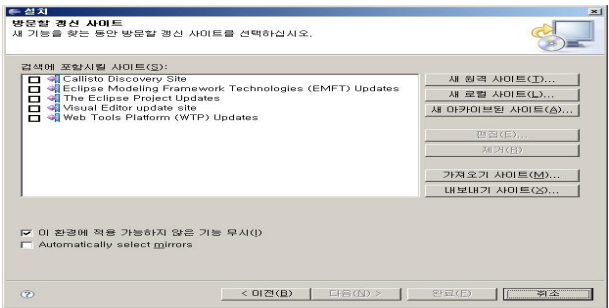 설치
방문할 갱신 사이트
새 기능을 찾는 동안 방문할 갱신 사이트를 선택하십시오.
검색에 포함시킬 사이트(S):
Callisto Discovery Site
Eclipse Modeling Framework Technologies (EMFT) Updates
The Eclipse Project Updates
Visual Editor update site
Web Tools Platform (WTP) Updates
새 원격 사이트(T)...
새 로컬 사이트(L)...
새 아카이브된 사이트(A)...
편집(E)...
제거(R)
가져오기 사이트(M)...
내보내기 사이트(X)...
이 환경에 적용 가능하지 않은 기능 무시(I)
Automatically select mirrors
< 이전(B)
다음(N) >
완료(F)
취소